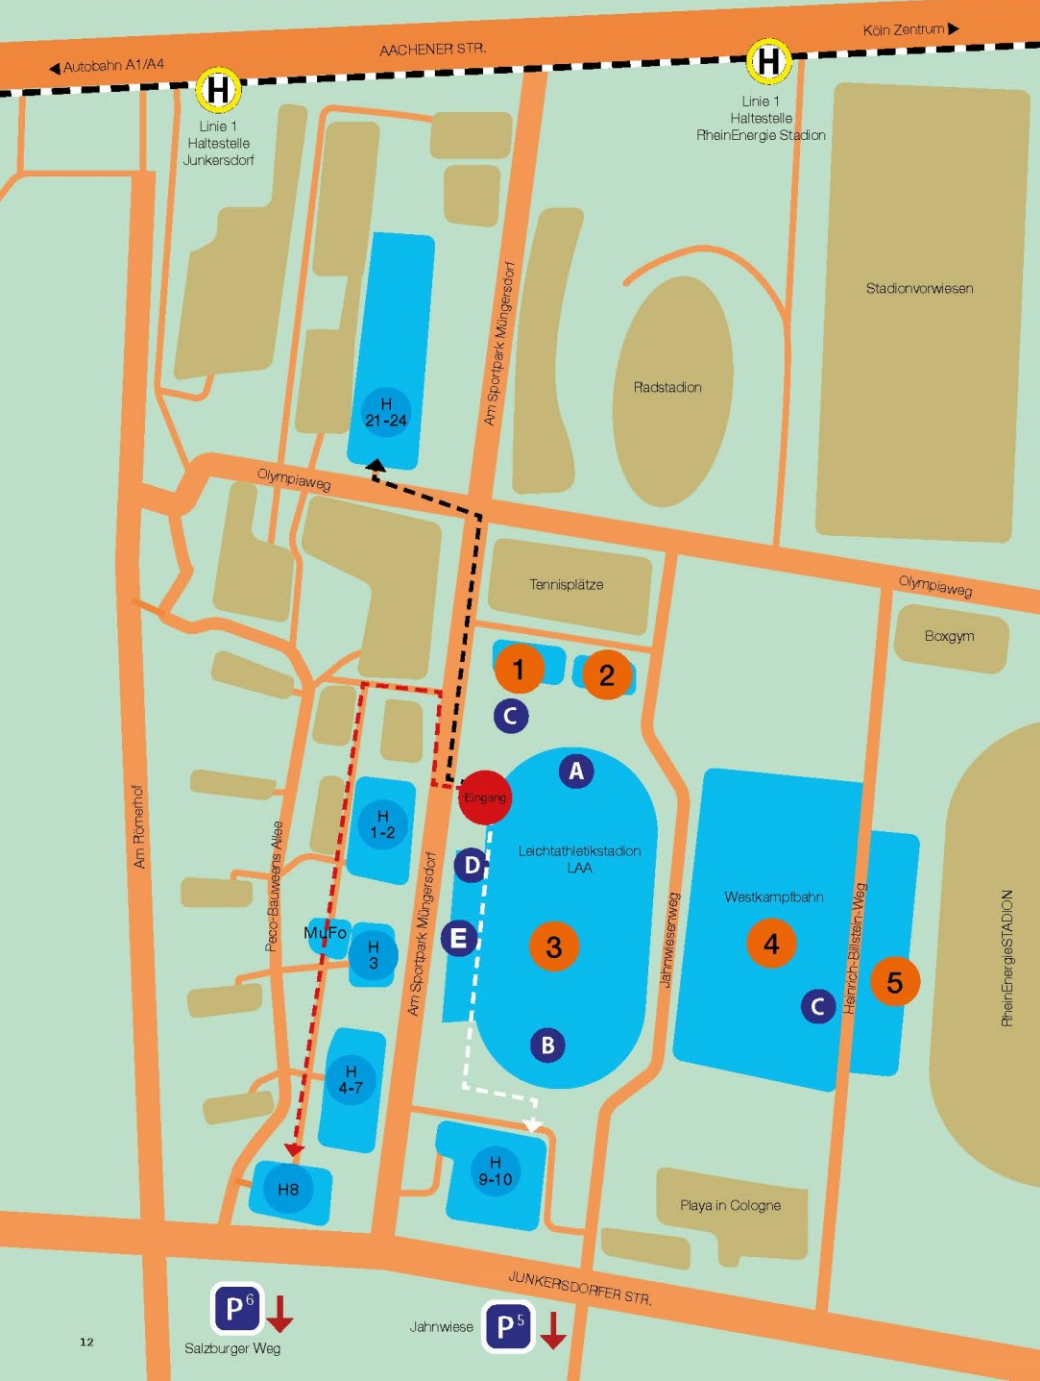 Köln Zentrum
AACHENER STR.
Autobahn A1/A4
H
H
Linie 1
Haltestelle
Junkersdorf
Linie 1
Haltestelle
RheinEnergie Stadion
Stadionvorwiesen
Am Sportpark Müngersdorf
Radstadion
H
21-24
Olympiaweg
Tennisplätze
Olympiaweg
Boxgym
1
2
C
A
Eingang
H
1-2
Am Römerhof
Peco-Bauwens Allee
Am Sportpark Müngersdorf
D
Leichtathletikstadion
LAA
E
3
Jahnwiesenweg
Westkampfbahn
4
Heinrich-Billstein-Weg
5
C
RheinEnergieSTADION
MuFo
H
3
B
H
4-7
H
9-10
H8
Playa in Cologne
JUNKERSDORFER STR.
P6
Salzburger Weg
Jahnwiese
P5
12